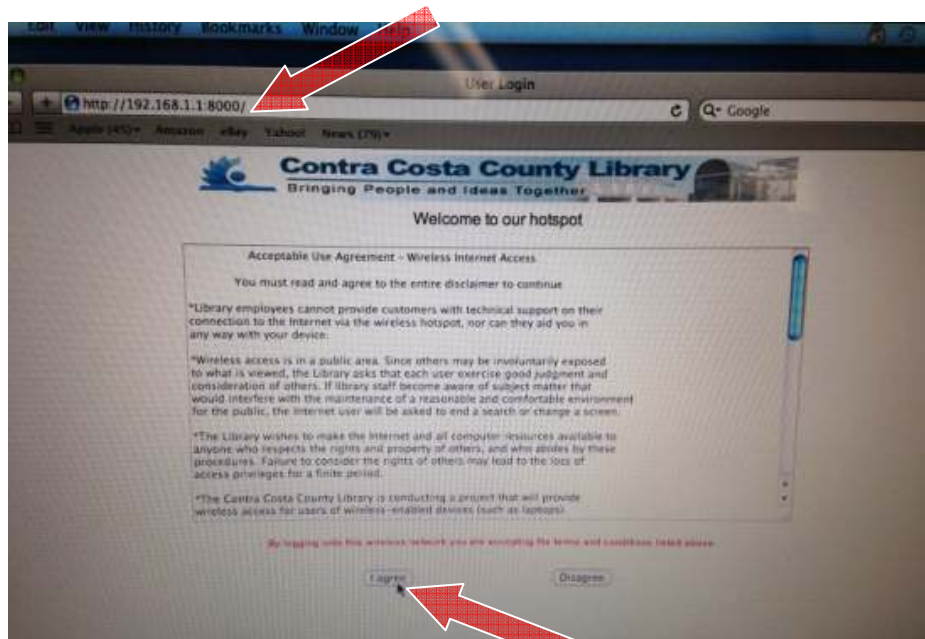 Edit View History Bookmarks Window Help
User Login
http://192.168.1.1:8000/
Google
Apple (45) Amazon eBay Yahoo! News (79)
Contra Costa County Library
Bringing People and Ideas Together
Welcome to our hotspot
Acceptable Use Agreement - Wireless Internet Access
You must read and agree to the entire disclaimer to continue
*Library employees cannot provide customers with technical support on their
connection to the Internet via the wireless hotspot, nor can they aid you in
any way with your device.
*Wireless access is in a public area. Since others may be involuntarily exposed
to what is viewed, the Library asks that each user exercise good judgment and
consideration of others. If library staff become aware of subject matter that
would interfere with the maintenance of a reasonable and comfortable environment
for the public, the Internet user will be asked to end a search or change a screen.
*The Library wishes to make the Internet and all computer resources available to
anyone who respects the rights and property of others, and who abides by these
procedures. Failure to consider the rights of others may lead to the loss of
access privileges for a finite period.
*The Contra Costa County Library is conducting a project that will provide
wireless access for users of wireless-enabled devices (such as laptops)
By logging onto this wireless network you are accepting the terms and conditions listed above
I agree Disagree